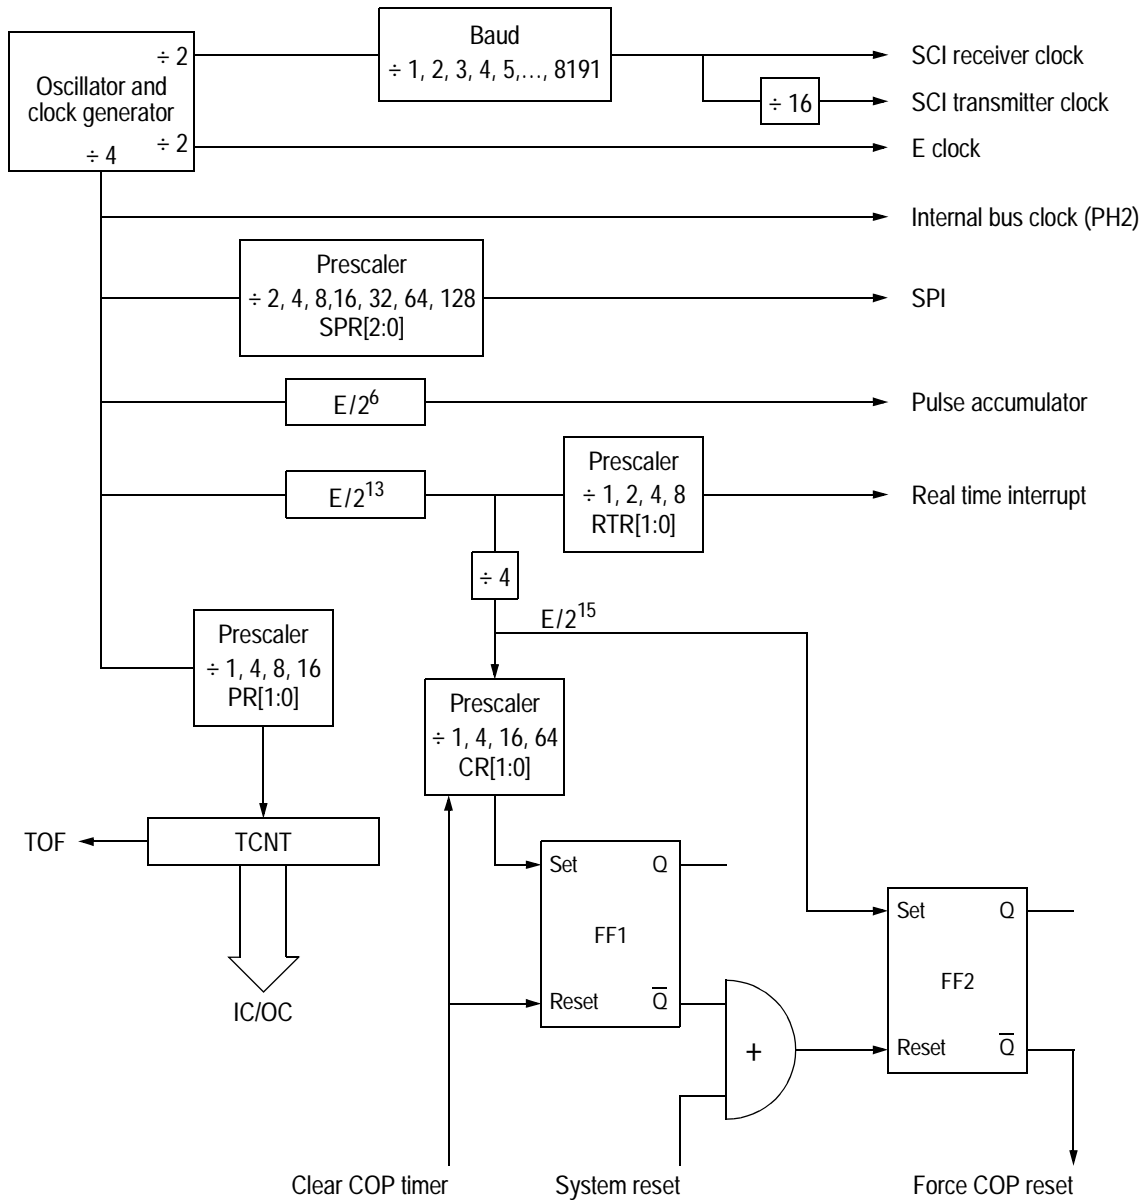 Oscillator and
clock generator
÷ 2
÷ 2
÷ 4
Baud
÷ 1, 2, 3, 4, 5,..., 8191
SCI receiver clock
÷ 16
SCI transmitter clock
E clock
Internal bus clock (PH2)
Prescaler
÷ 2, 4, 8,16, 32, 64, 128
SPR[2:0]
SPI
E/2⁶
Pulse accumulator
E/2¹³
Prescaler
÷ 1, 2, 4, 8
RTR[1:0]
Real time interrupt
÷ 4
E/2¹⁵
Prescaler
÷ 1, 4, 8, 16
PR[1:0]
Prescaler
÷ 1, 4, 16, 64
CR[1:0]
TOF
TCNT
IC/OC
Set
Q
FF1
Reset
Q̅
Set
Q
FF2
Reset
Q̅
+
Clear COP timer
System reset
Force COP reset